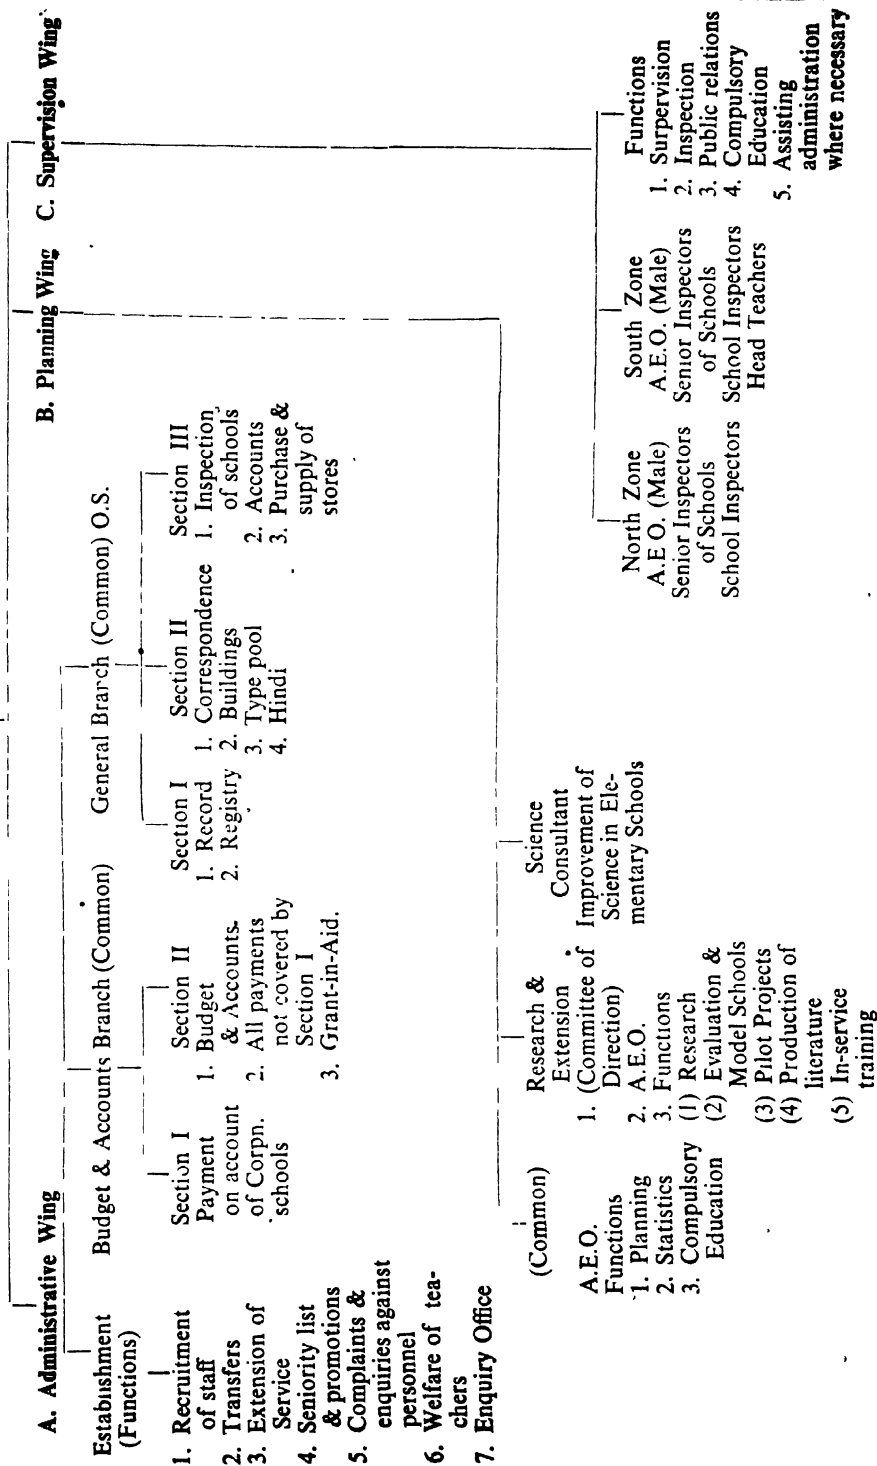 A. Administrative Wing
B. Planning Wing
C. Supervision Wing
Establishment
(Functions)
1. Recruitment
of staff
2. Transfers
3. Extension of
Service
4. Seniority list
& promotions
5. Complaints &
enquiries against
personnel
6. Welfare of tea-
chers
7. Enquiry Office
Budget & Accounts Branch (Common)
Section I
Payment
on account
of Corpn.
schools
Section II
1. Budget
& Accounts.
2. All payments
not covered by
Section I
3. Grant-in-Aid.
General Branch (Common) O.S.
Section I
1. Record
2. Registry
Section II
1. Correspondence
2. Buildings
3. Type pool
4. Hindi
Section III
1. Inspection
of schools
2. Accounts
3. Purchase &
supply of
stores
(Common)
A.E.O.
Functions
1. Planning
2. Statistics
3. Compulsory
Education
Research &
Extension
1. (Committee of
Direction)
2. A.E.O.
3. Functions
(1) Research
(2) Evaluation &
Model Schools
(3) Pilot Projects
(4) Production of
literature
(5) In-service
training
Science
Consultant
Improvement of
Science in Ele-
mentary Schools
North Zone
A.E O. (Male)
Senior Inspectors
of Schools
School Inspectors
South Zone
A.E.O. (Male)
Senior Inspectors
of Schools
School Inspectors
Head Teachers
Functions
1. Surpervision
2. Inspection
3. Public relations
4. Compulsory
Education
5. Assisting
administration
where necessary